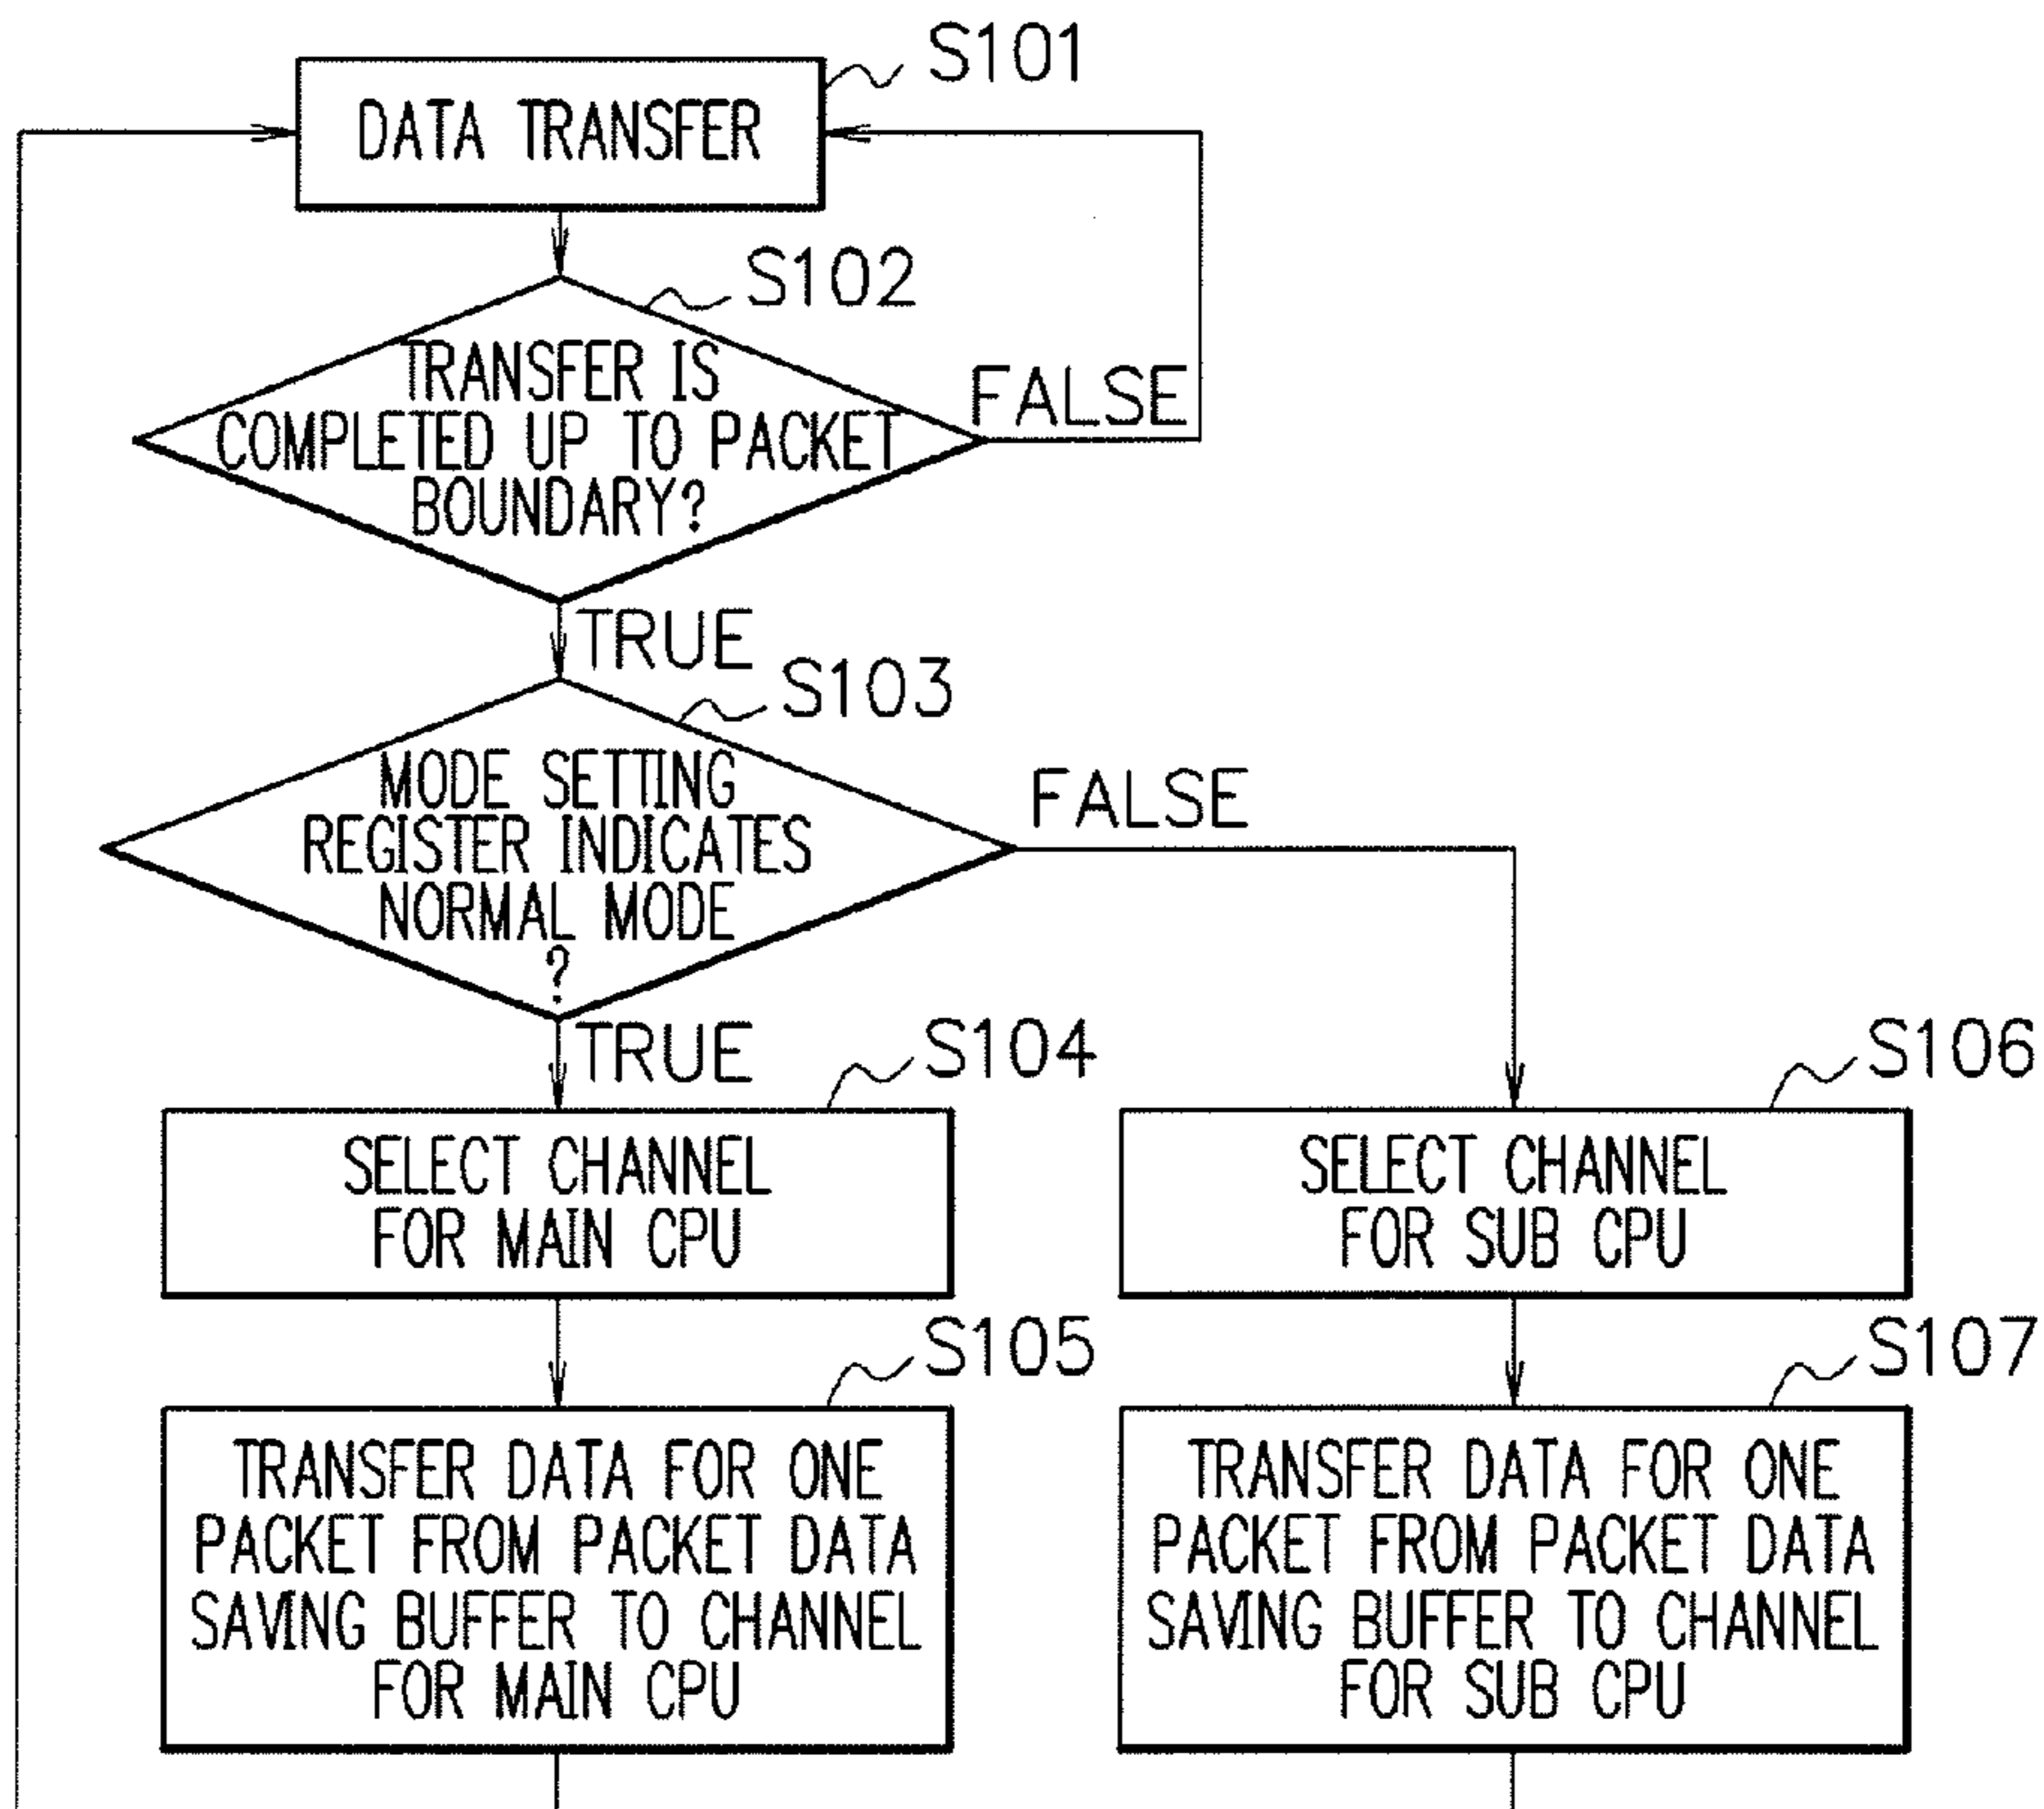 S101
DATA TRANSFER
S102
TRANSFER IS
COMPLETED UP TO PACKET
BOUNDARY?
FALSE
TRUE
S103
MODE SETTING
REGISTER INDICATES
NORMAL MODE
?
FALSE
TRUE
S104
SELECT CHANNEL
FOR MAIN CPU
S106
SELECT CHANNEL
FOR SUB CPU
S105
TRANSFER DATA FOR ONE
PACKET FROM PACKET DATA
SAVING BUFFER TO CHANNEL
FOR MAIN CPU
S107
TRANSFER DATA FOR ONE
PACKET FROM PACKET DATA
SAVING BUFFER TO CHANNEL
FOR SUB CPU